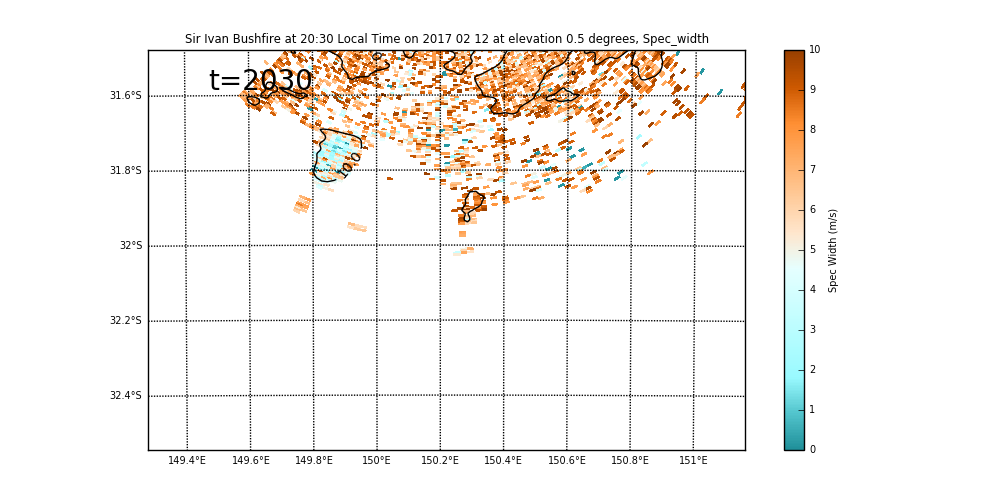 Sir Ivan Bushfire at 20:30 Local Time on 2017 02 12 at elevation 0.5 degrees, Spec_width
t=2030
31.6°S
31.8°S
32°S
32.2°S
32.4°S
149.4°E 149.6°E 149.8°E 150°E 150.2°E 150.4°E 150.6°E 150.8°E 151°E
10
9
8
7
6
5
4
3
2
1
0
Spec Width (m/s)